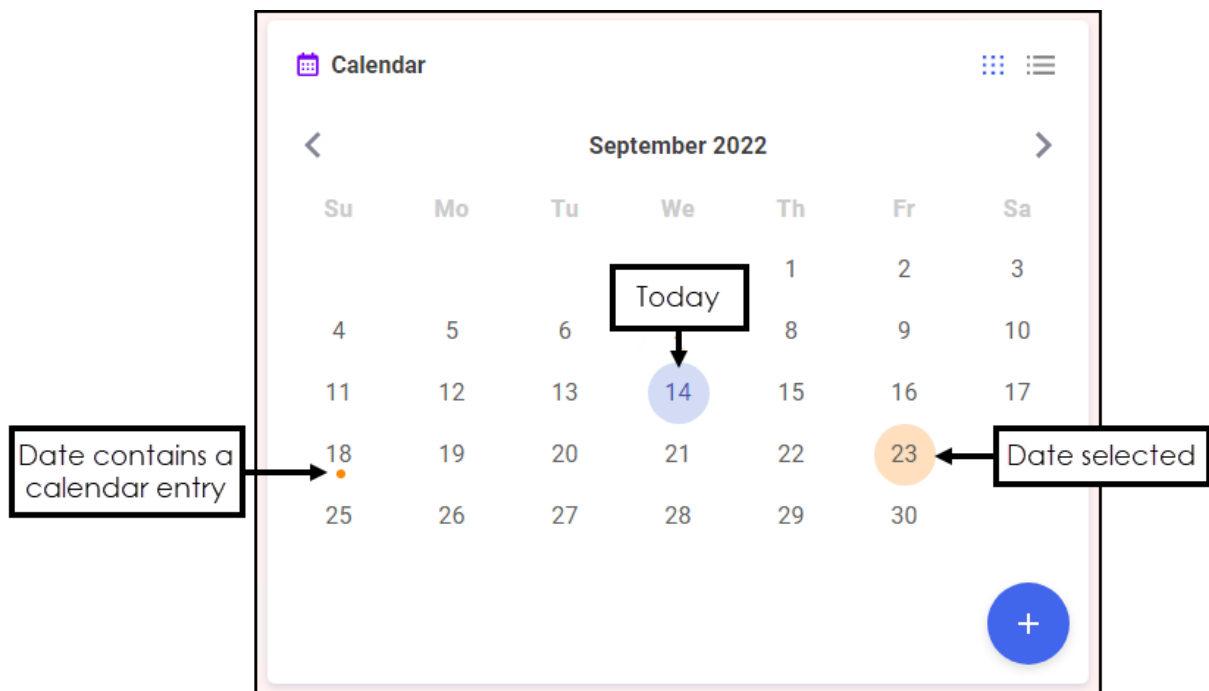 Calendar
September 2022
Su Mo Tu We Th Fr Sa
1 2 3
Today
4 5 6 8 9 10
11 12 13 14 15 16 17
Date contains a
calendar entry
18 19 20 21 22 23
Date selected
25 26 27 28 29 30
+